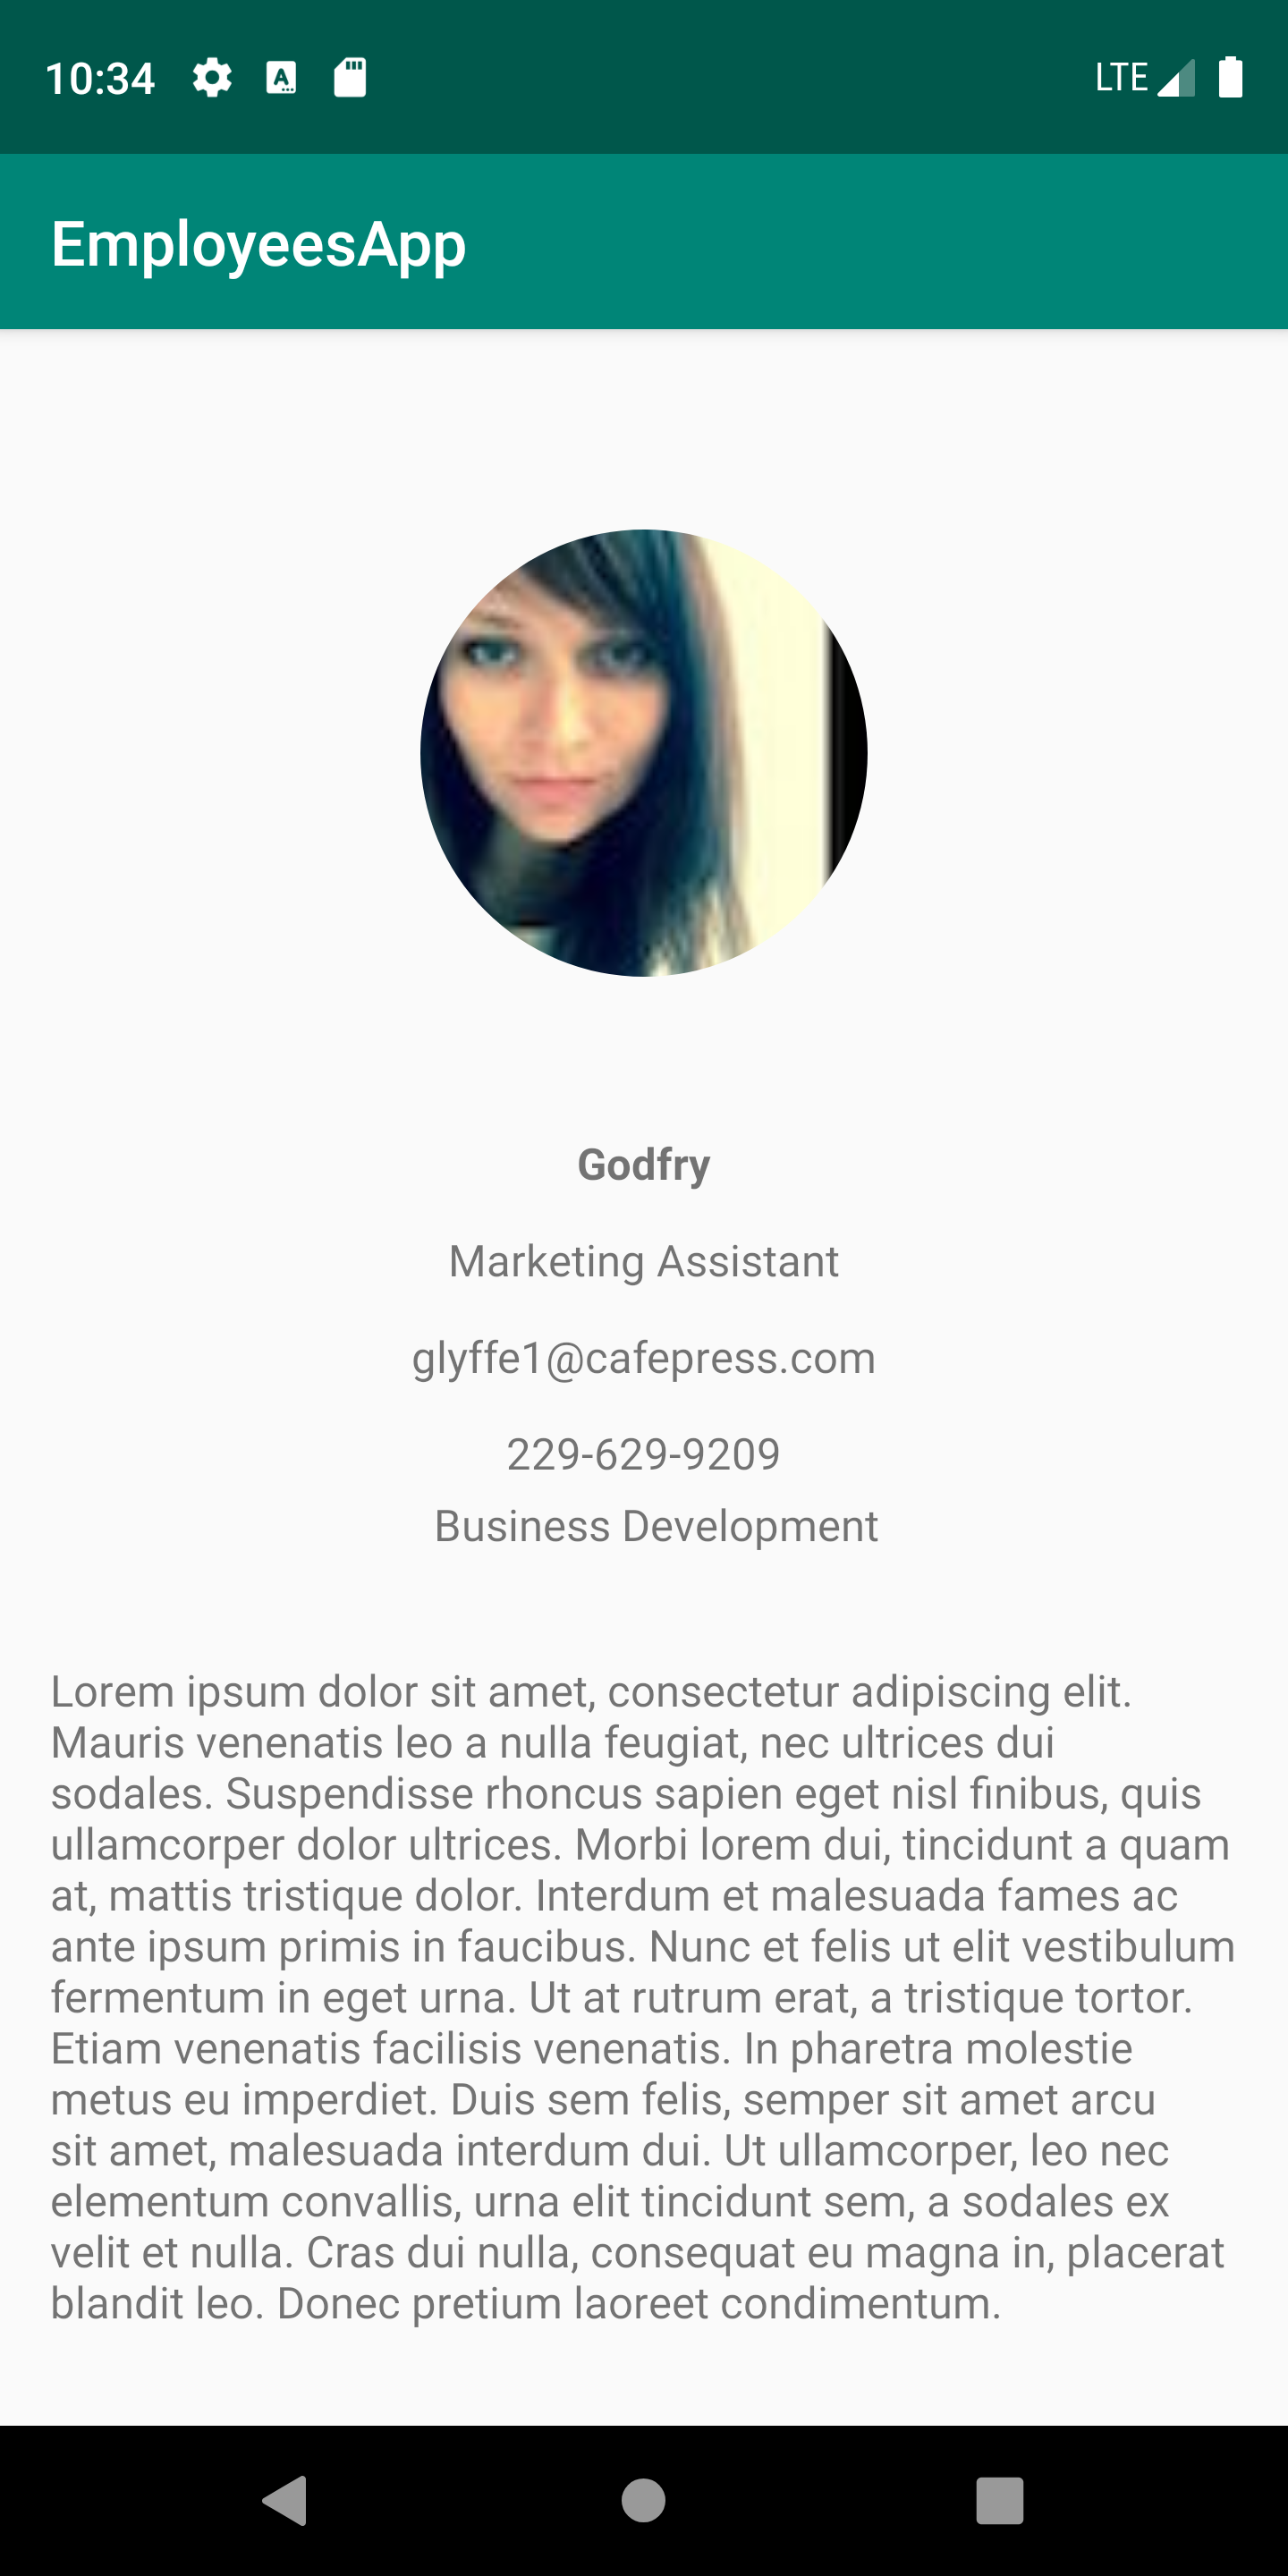 10:34 LTE
EmployeesApp
Godfry
Marketing Assistant
glyffe1@cafepress.com
229-629-9209
Business Development
Lorem ipsum dolor sit amet, consectetur adipiscing elit.
Mauris venenatis leo a nulla feugiat, nec ultrices dui
sodales. Suspendisse rhoncus sapien eget nisl finibus, quis
ullamcorper dolor ultrices. Morbi lorem dui, tincidunt a quam
at, mattis tristique dolor. Interdum et malesuada fames ac
ante ipsum primis in faucibus. Nunc et felis ut elit vestibulum
fermentum in eget urna. Ut at rutrum erat, a tristique tortor.
Etiam venenatis facilisis venenatis. In pharetra molestie
metus eu imperdiet. Duis sem felis, semper sit amet arcu
sit amet, malesuada interdum dui. Ut ullamcorper, leo nec
elementum convallis, urna elit tincidunt sem, a sodales ex
velit et nulla. Cras dui nulla, consequat eu magna in, placerat
blandit leo. Donec pretium laoreet condimentum.